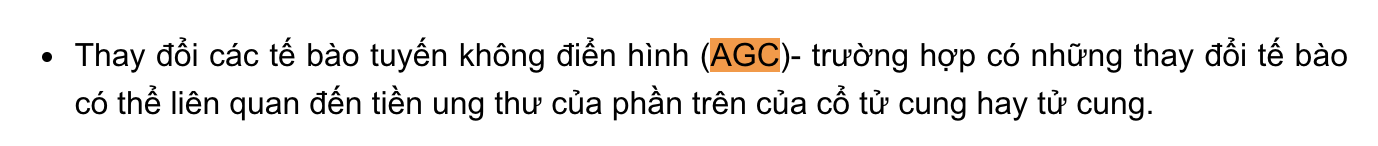 • Thay đổi các tế bào tuyến không điển hình (AGC)- trường hợp có những thay đổi tế bào
có thể liên quan đến tiền ung thư của phần trên của cổ tử cung hay tử cung.